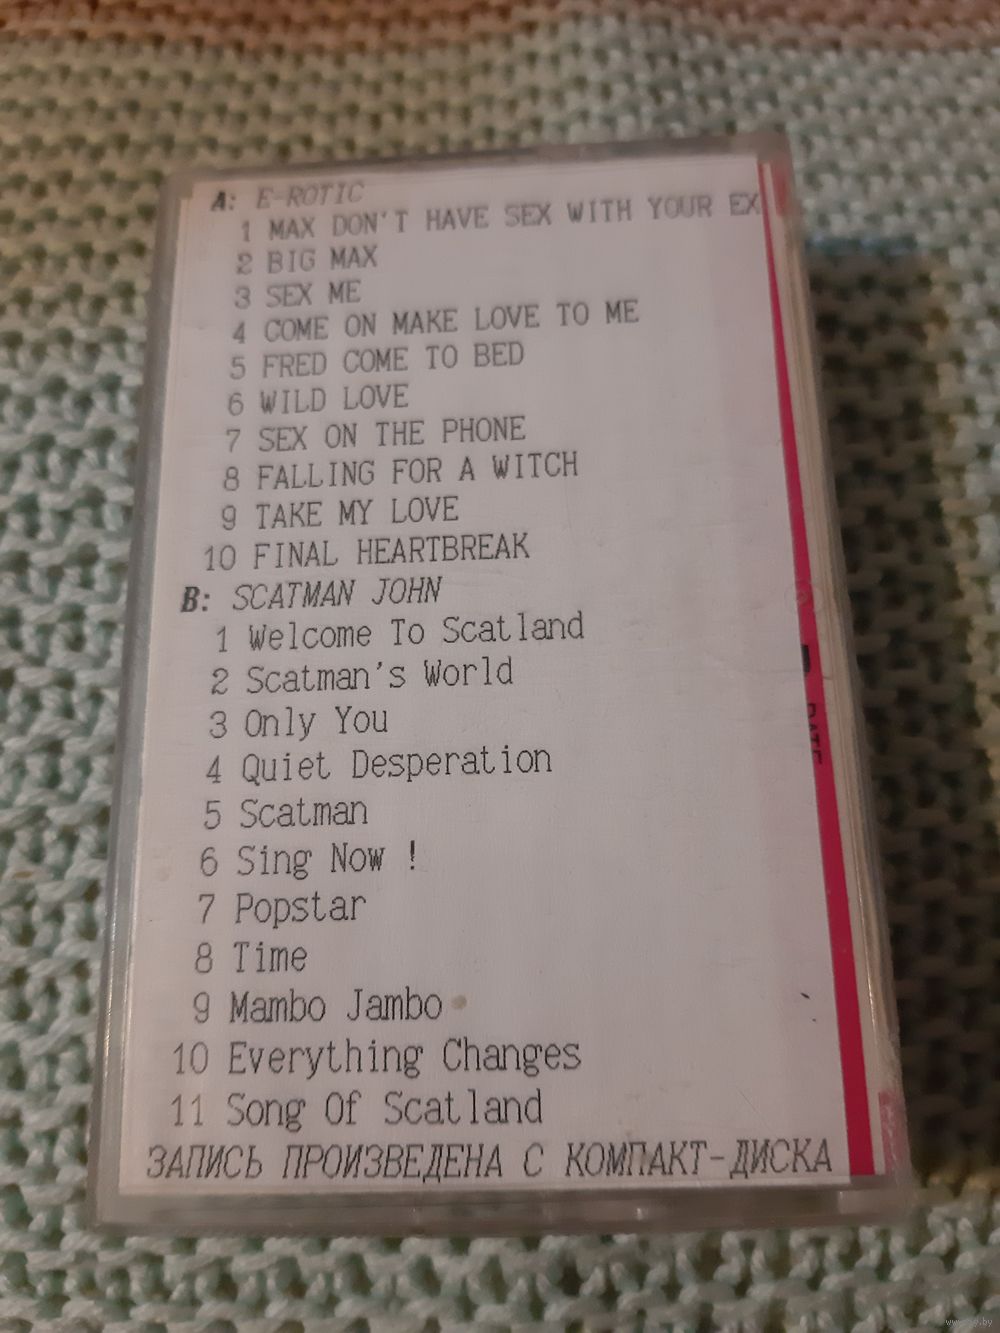 A: E-ROTIC
1 MAX DON'T HAVE SEX WITH YOUR EX
2 BIG MAX
3 SEX ME
4 COME ON MAKE LOVE TO ME
5 FRED COME TO BED
6 WILD LOVE
7 SEX ON THE PHONE
8 FALLING FOR A WITCH
9 TAKE MY LOVE
10 FINAL HEARTBREAK
B: SCATMAN JOHN
1 Welcome To Scatland
2 Scatman's World
3 Only You
4 Quiet Desperation
5 Scatman
6 Sing Now !
7 Popstar
8 Time
9 Mambo Jambo
10 Everything Changes
11 Song Of Scatland
ЗАПИСЬ ПРОИЗВЕДЕНА С КОМПАКТ-ДИСКА
DATE